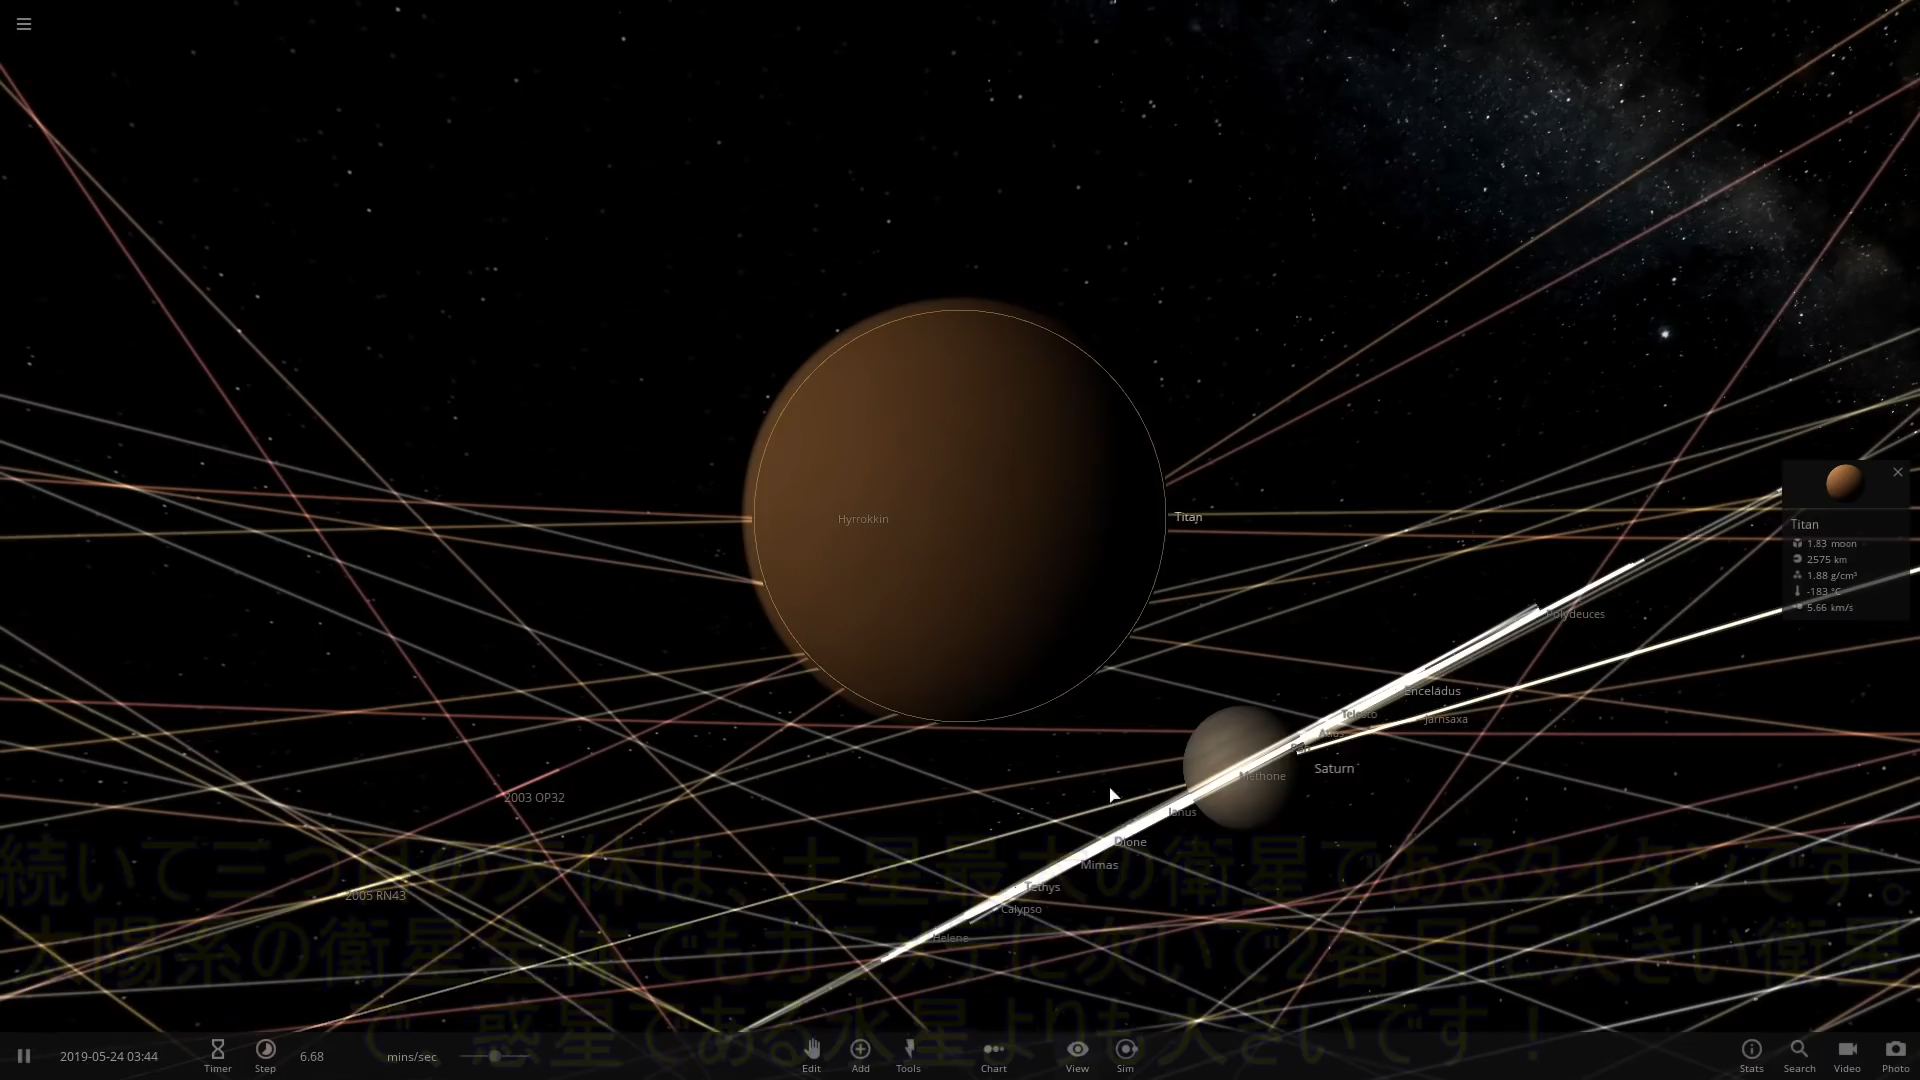 Hyrrokkin
Titan
Titan
1.83 moon
2575 km
1.88 g/cm³
-183 °C
5.66 km/s
Polydeuces
Enceladus
Telesto
Jarnsaxa
Atlas
Pan
Saturn
Methone
2003 OP32
Janus
Dione
Mimas
Tethys
2005 RN43
Calypso
Helene
続いて三つ目の天体は、土星最大の衛星であるタイタンです。
太陽系の衛星全体でもガニメデに次いで2番目に大きい衛星
で、惑星である水星よりも大きいです！
2019-05-24 03:44
Timer
Step
6.68
mins/sec
Edit
Add
Tools
Chart
View
Sim
Stats
Search
Video
Photo